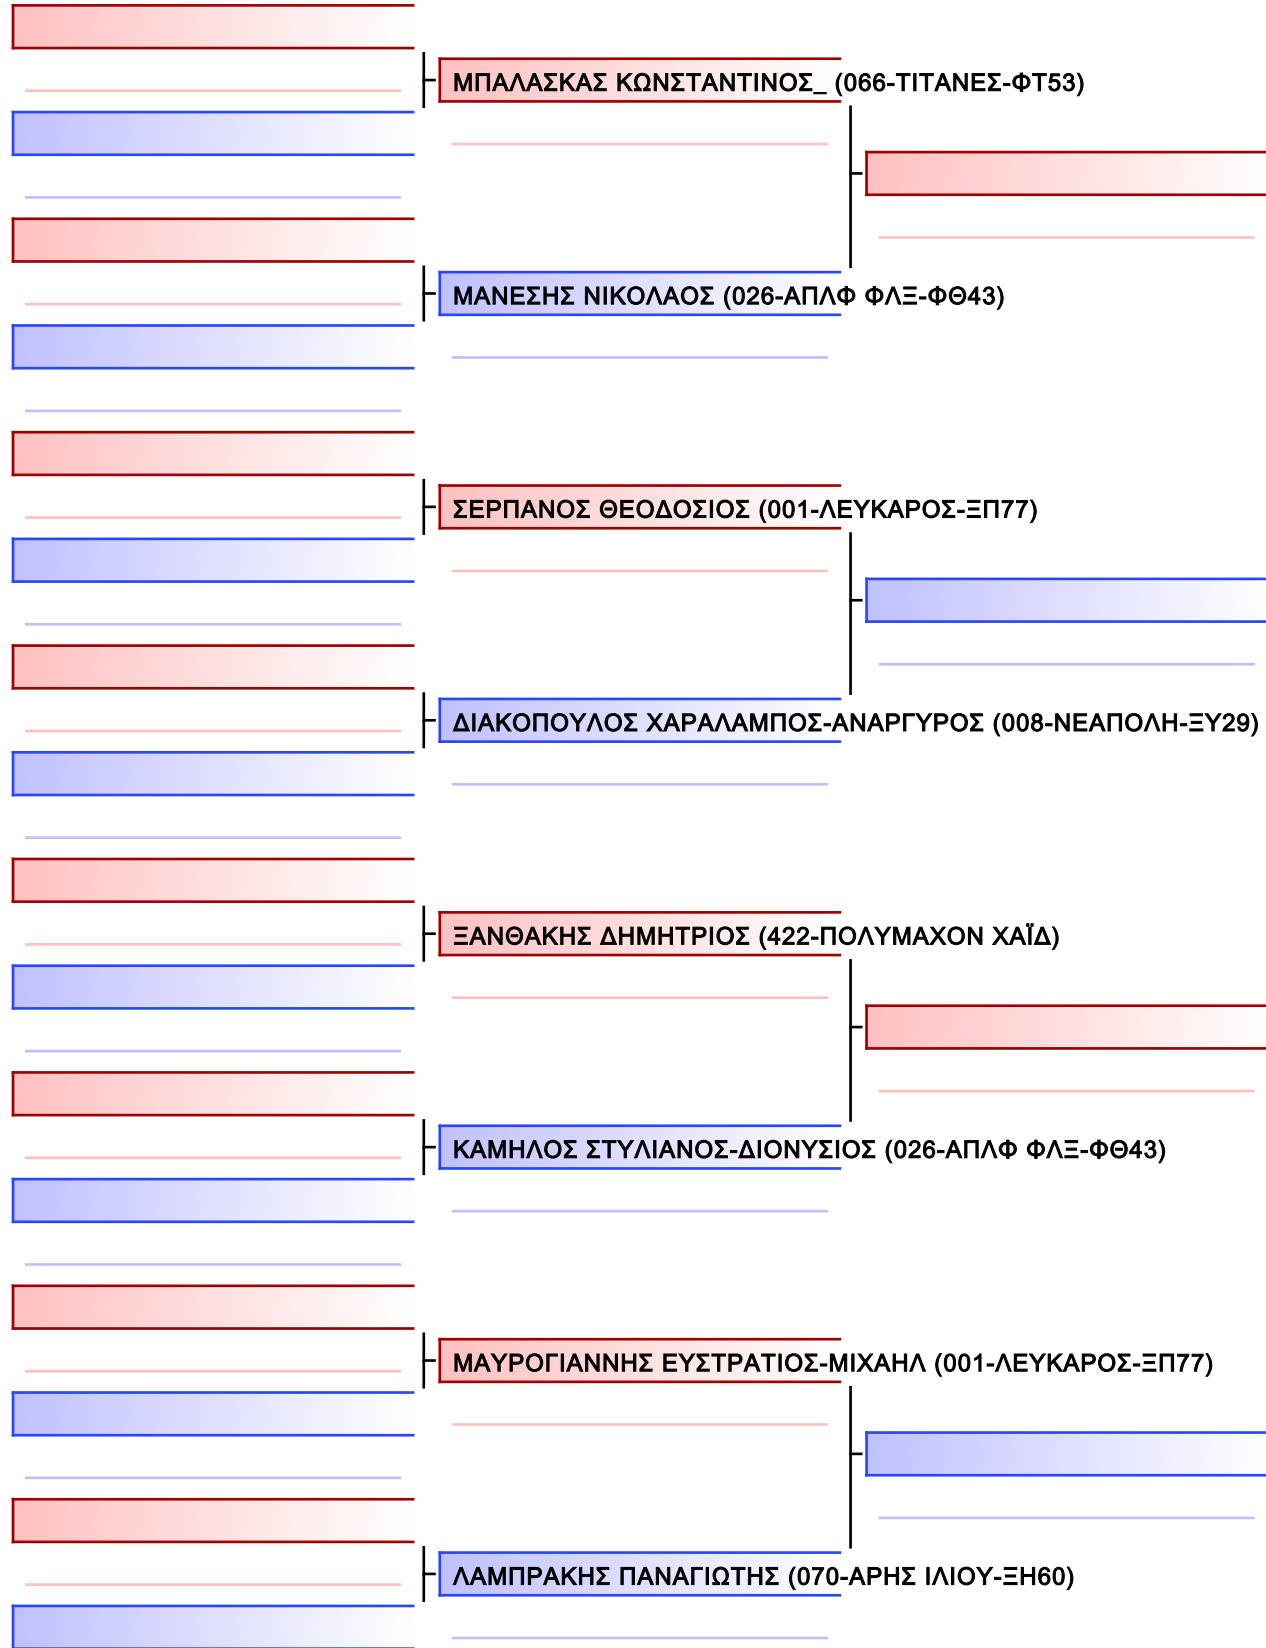 ΜΠΑΛΑΣΚΑΣ ΚΩΝΣΤΑΝΤΙΝΟΣ_ (066-ΤΙΤΑΝΕΣ-ΦΤ53)
ΜΑΝΕΣΗΣ ΝΙΚΟΛΑΟΣ (026-ΑΠΛΦ ΦΛΞ-ΦΘ43)
ΣΕΡΠΑΝΟΣ ΘΕΟΔΟΣΙΟΣ (001-ΛΕΥΚΑΡΟΣ-ΞΠ77)
ΔΙΑΚΟΠΟΥΛΟΣ ΧΑΡΑΛΑΜΠΟΣ-ΑΝΑΡΓΥΡΟΣ (008-ΝΕΑΠΟΛΗ-ΞΥ29)
ΞΑΝΘΑΚΗΣ ΔΗΜΗΤΡΙΟΣ (422-ΠΟΛΥΜΑΧΟΝ ΧΑΪΔ)
ΚΑΜΗΛΟΣ ΣΤΥΛΙΑΝΟΣ-ΔΙΟΝΥΣΙΟΣ (026-ΑΠΛΦ ΦΛΞ-ΦΘ43)
ΜΑΥΡΟΓΙΑΝΝΗΣ ΕΥΣΤΡΑΤΙΟΣ-ΜΙΧΑΗΛ (001-ΛΕΥΚΑΡΟΣ-ΞΠ77)
ΛΑΜΠΡΑΚΗΣ ΠΑΝΑΓΙΩΤΗΣ (070-ΑΡΗΣ ΙΛΙΟΥ-ΞΗ60)